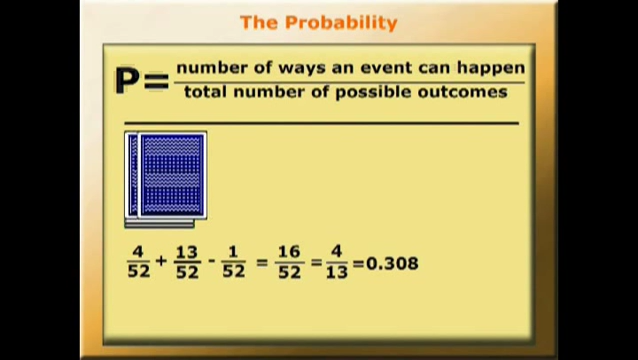 The Probability
P= number of ways an event can happen
total number of possible outcomes
4/52 + 13/52 - 1/52 = 16/52 = 4/13 =0.308